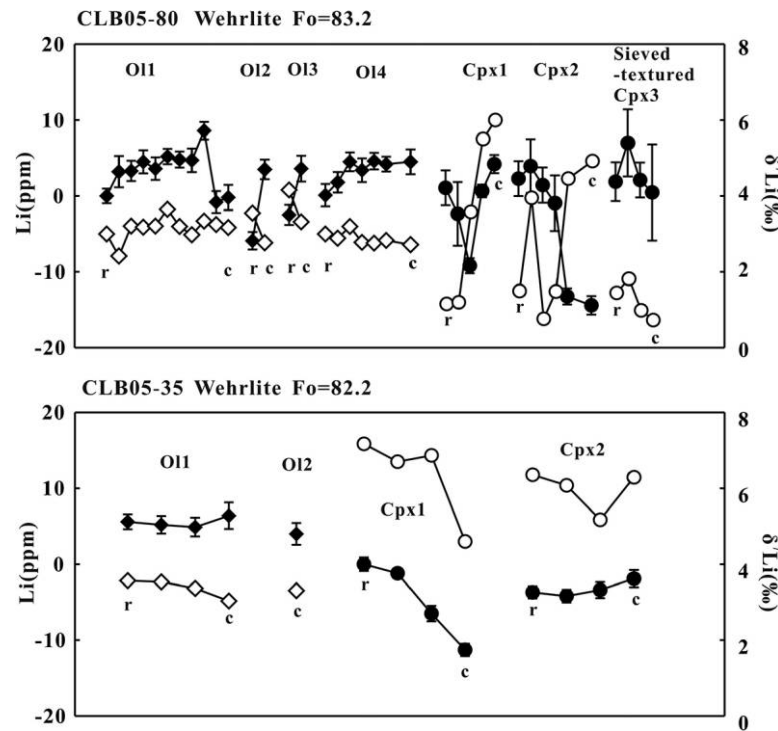 CLB05-80 Wehrlite Fo=83.2
20
10
0
-10
-20
Li(ppm)
8
6
4
2
0
δ'Li(‰)
Ol1
Ol2
Ol3
Ol4
Cpx1
Cpx2
Sieved
-textured
Cpx3
r
c
r c
r c
r
c
r
c
r
c
r
c
CLB05-35 Wehrlite Fo=82.2
20
10
0
-10
-20
Li(ppm)
8
6
4
2
0
δ'Li(‰)
Ol1
Ol2
Cpx1
Cpx2
r
c
c
r
c
r
c